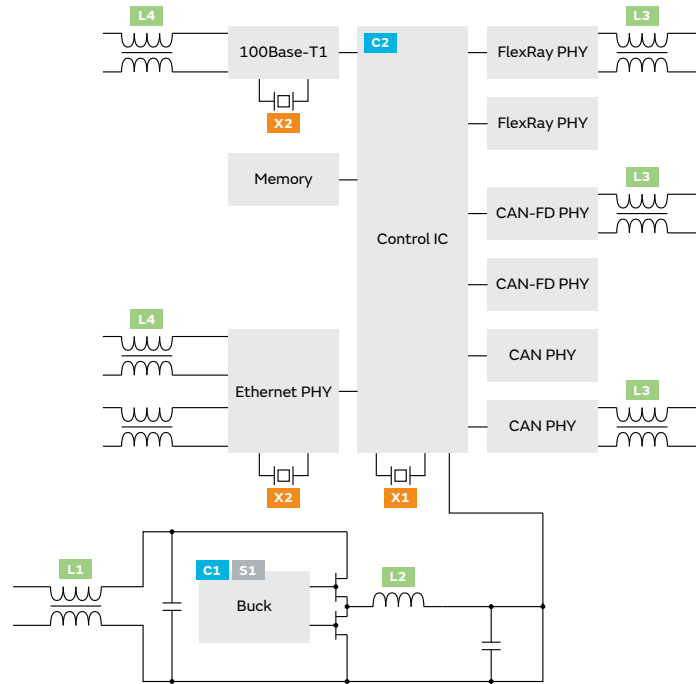 L4
L3
C2
100Base-T1
FlexRay PHY
X2
FlexRay PHY
Memory
L3
CAN-FD PHY
Control IC
CAN-FD PHY
L4
CAN PHY
Ethernet PHY
L3
CAN PHY
X2
X1
L1
C1 S1
L2
Buck